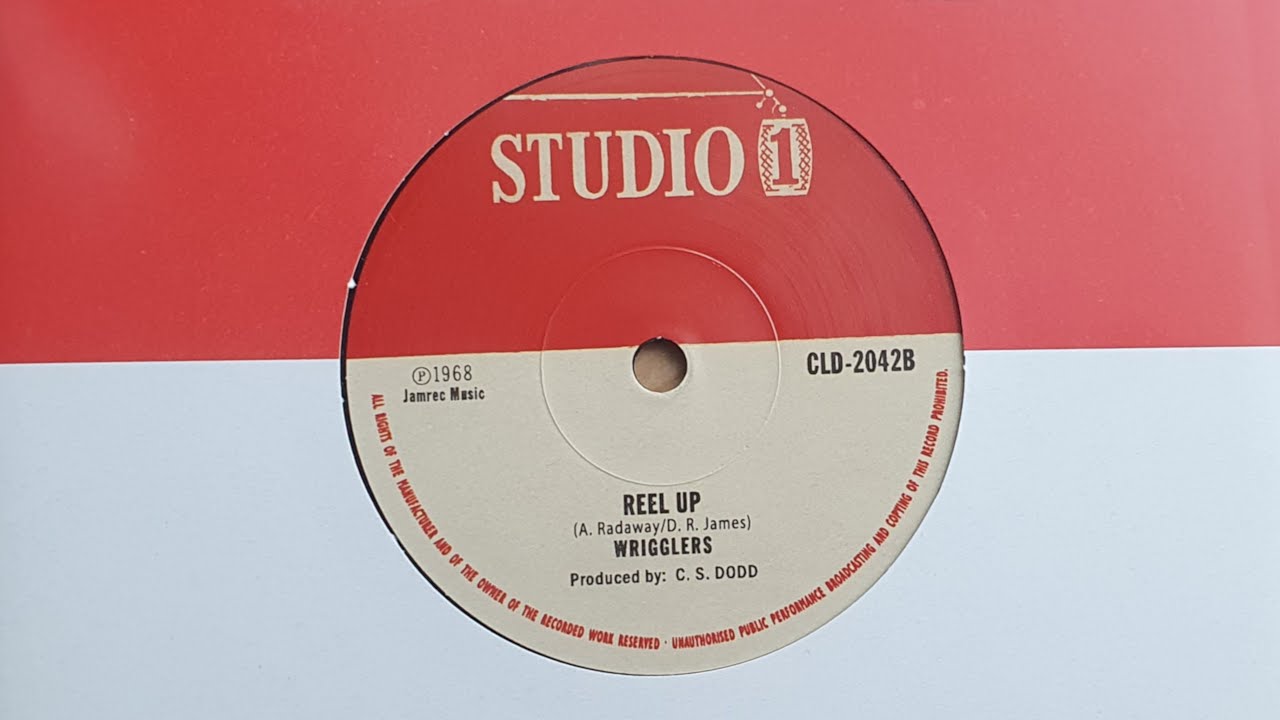 STUDIO 1
℗1968
Jamrec Music
CLD-2042B
REEL UP
(A. Radaway/D. R. James)
WRIGGLERS
Produced by: C. S. DODD
ALL RIGHTS OF THE MANUFACTURER AND OF THE OWNER OF THE RECORDED WORK RESERVED · UNAUTHORISED PUBLIC PERFORMANCE BROADCASTING AND COPYING OF THIS RECORD PROHIBITED.